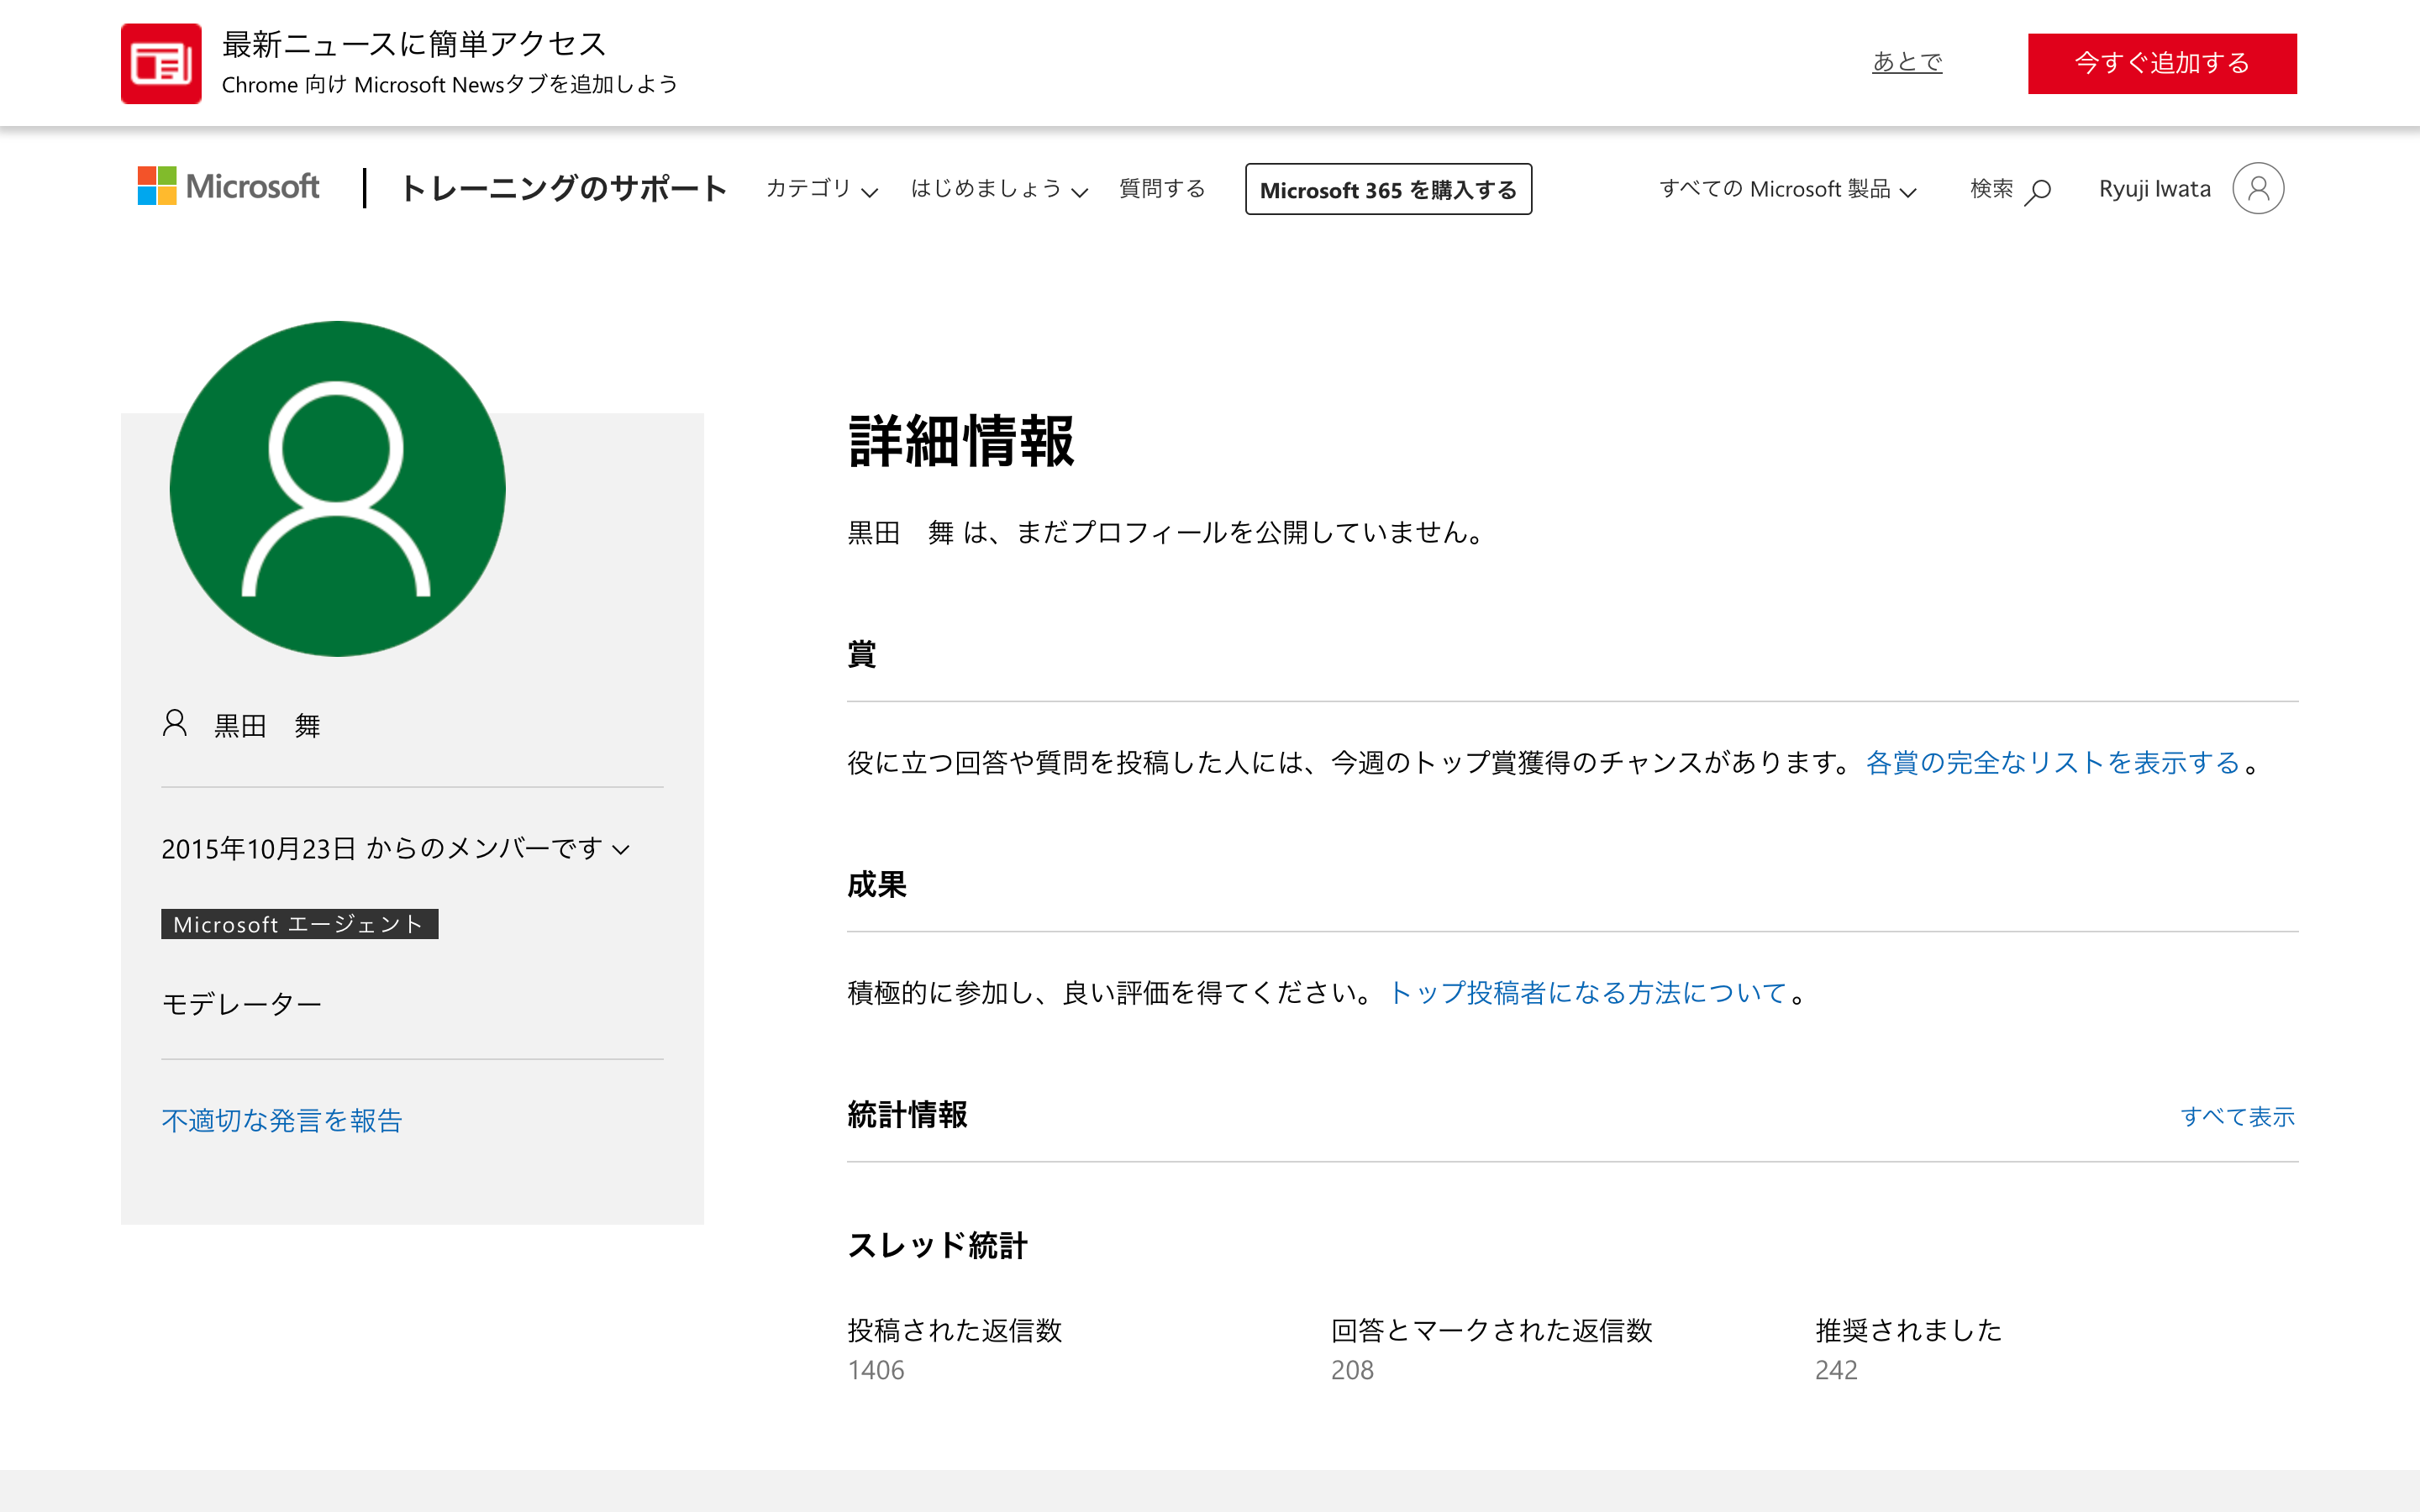 最新ニュースに簡単アクセス
Chrome 向け Microsoft Newsタブを追加しよう
あとで
今すぐ追加する
Microsoft
トレーニングのサポート
カテゴリ
はじめましょう
質問する
Microsoft 365 を購入する
すべての Microsoft 製品
検索
Ryuji Iwata
黒田　舞
2015年10月23日 からのメンバーです
Microsoft エージェント
モデレーター
不適切な発言を報告
詳細情報
黒田　舞 は、まだプロフィールを公開していません。
賞
役に立つ回答や質問を投稿した人には、今週のトップ賞獲得のチャンスがあります。 各賞の完全なリストを表示する 。
成果
積極的に参加し、良い評価を得てください。 トップ投稿者になる方法について 。
統計情報
すべて表示
スレッド統計
投稿された返信数
1406
回答とマークされた返信数
208
推奨されました
242